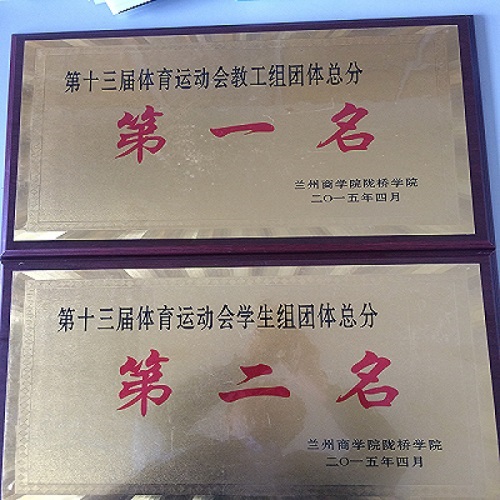 第十三届体育运动会教工组团体总分
第一名
兰州商学院陇桥学院
二〇一五年四月
第十三届体育运动会学生组团体总分
第二名
兰州商学院陇桥学院
二〇一五年四月